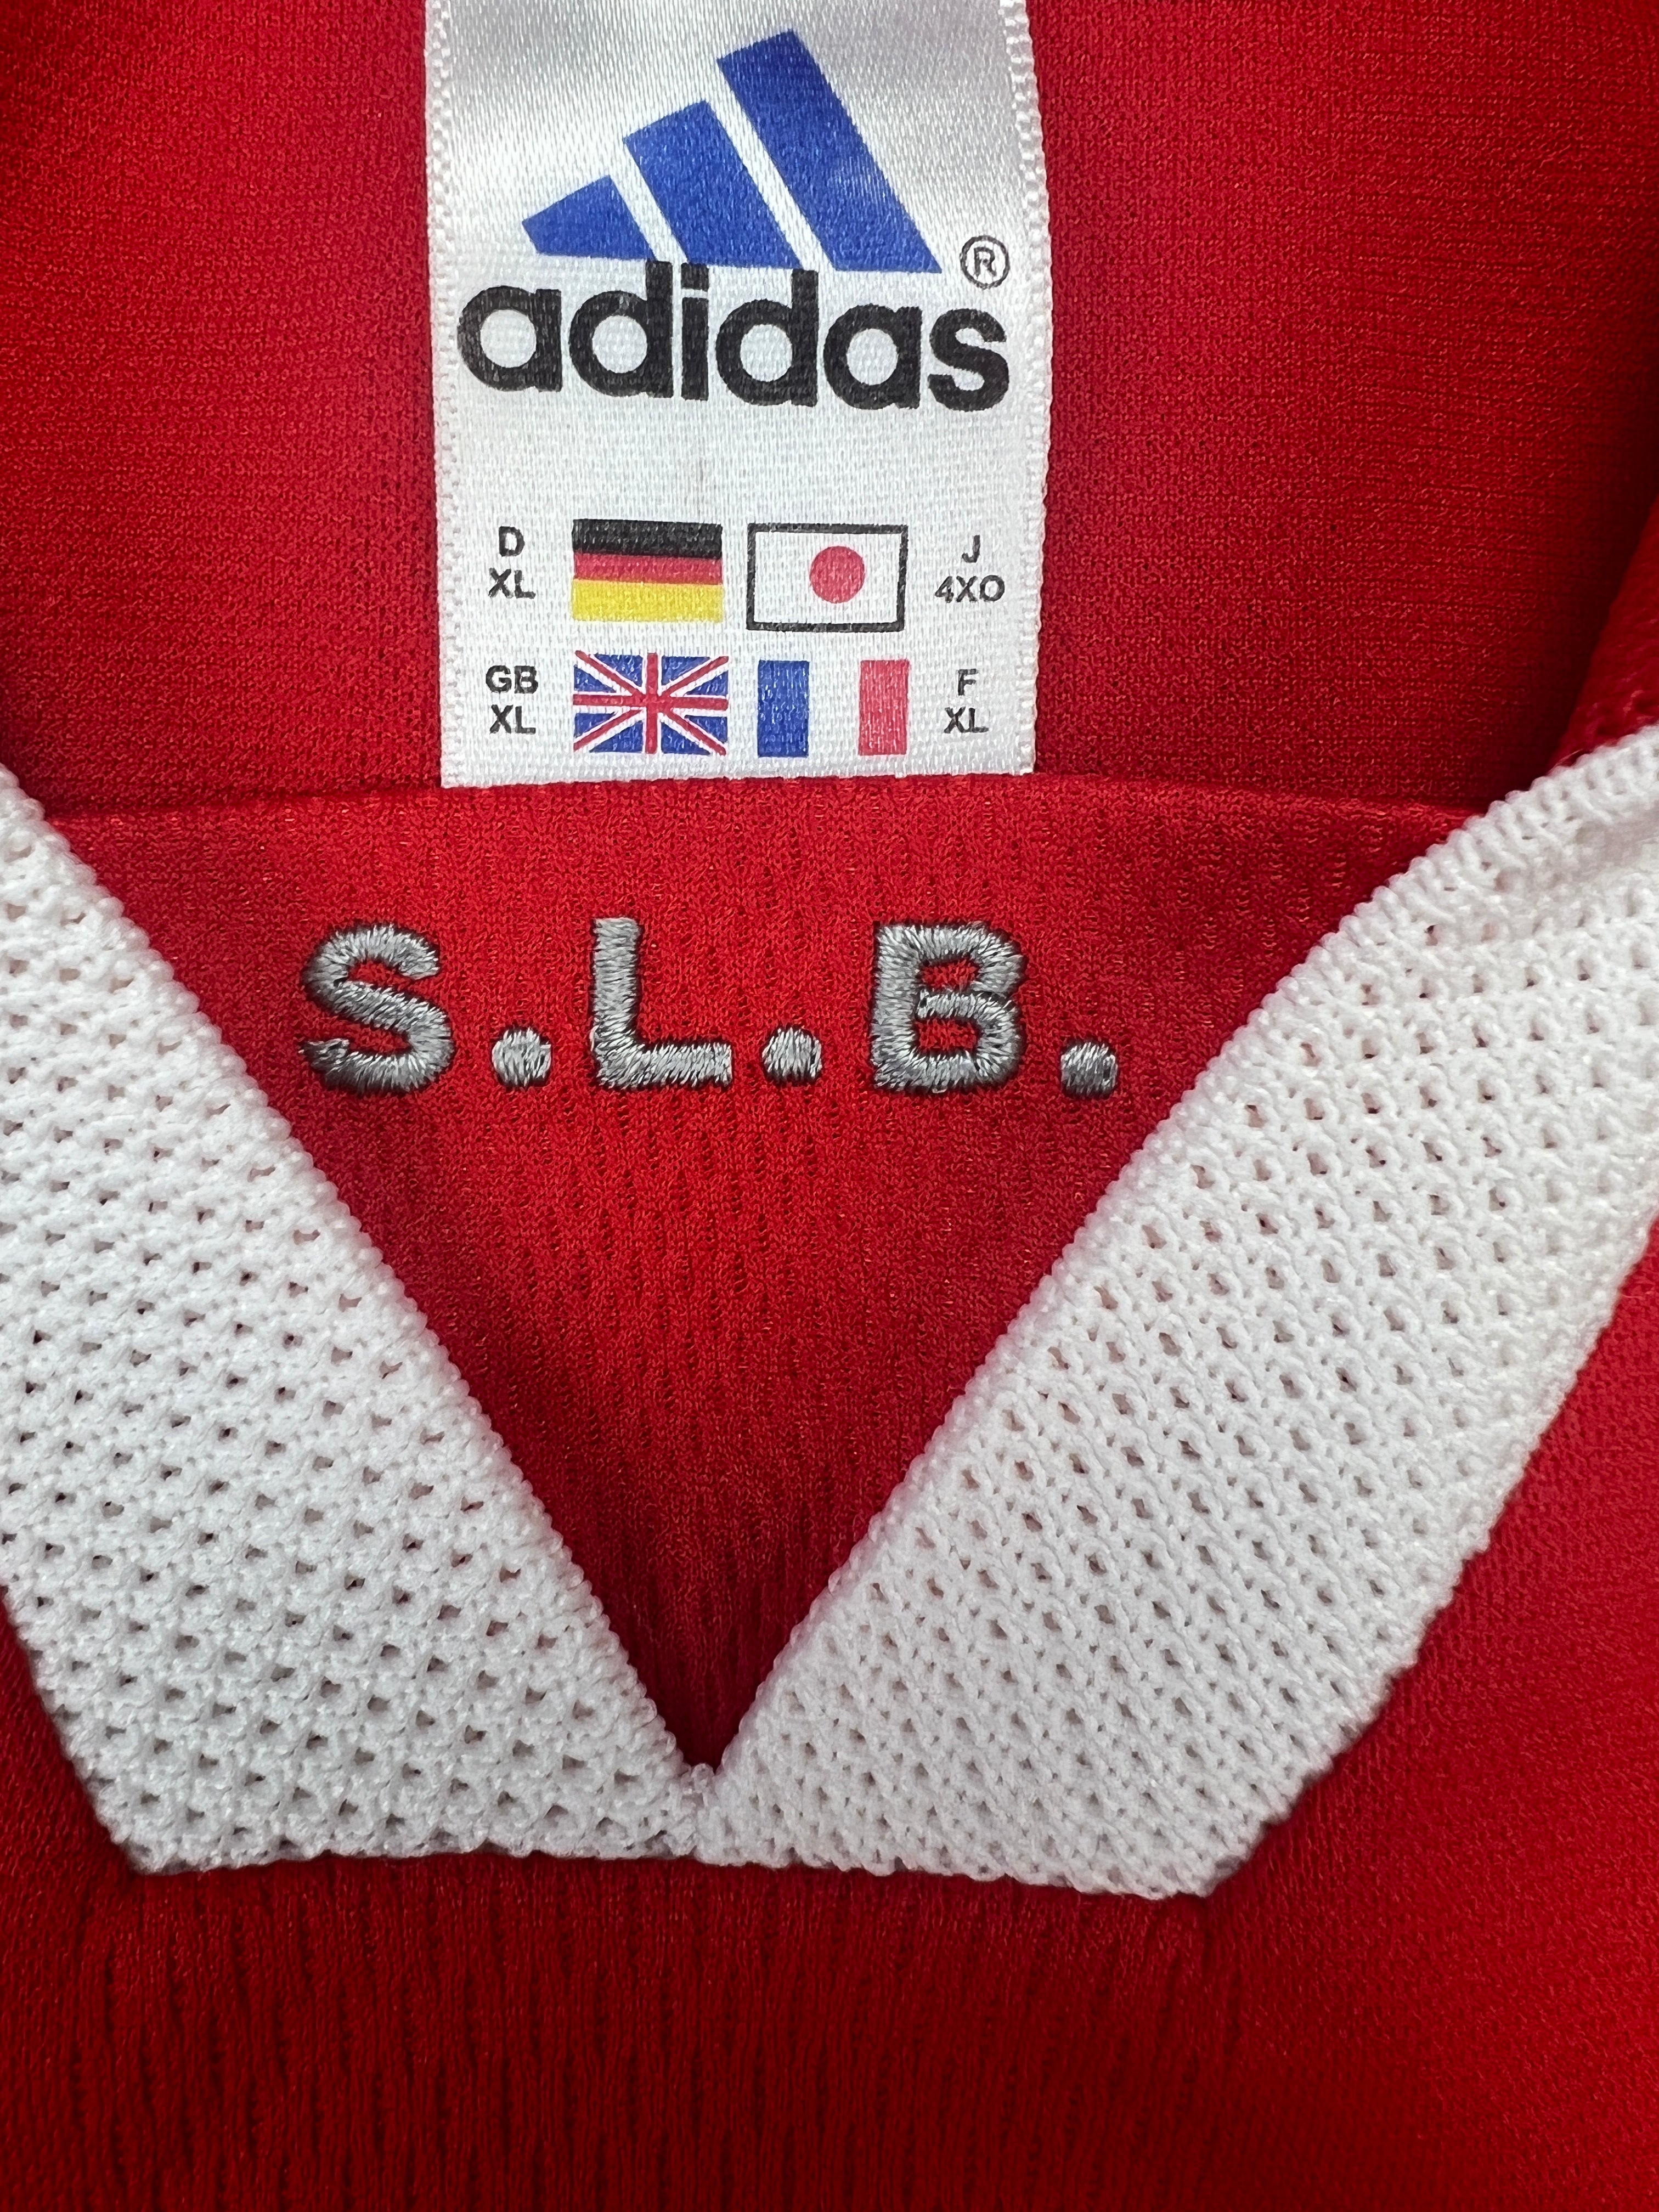 ®
adidas
D J
XL 4XO
GB F
XL XL
S.L.B.